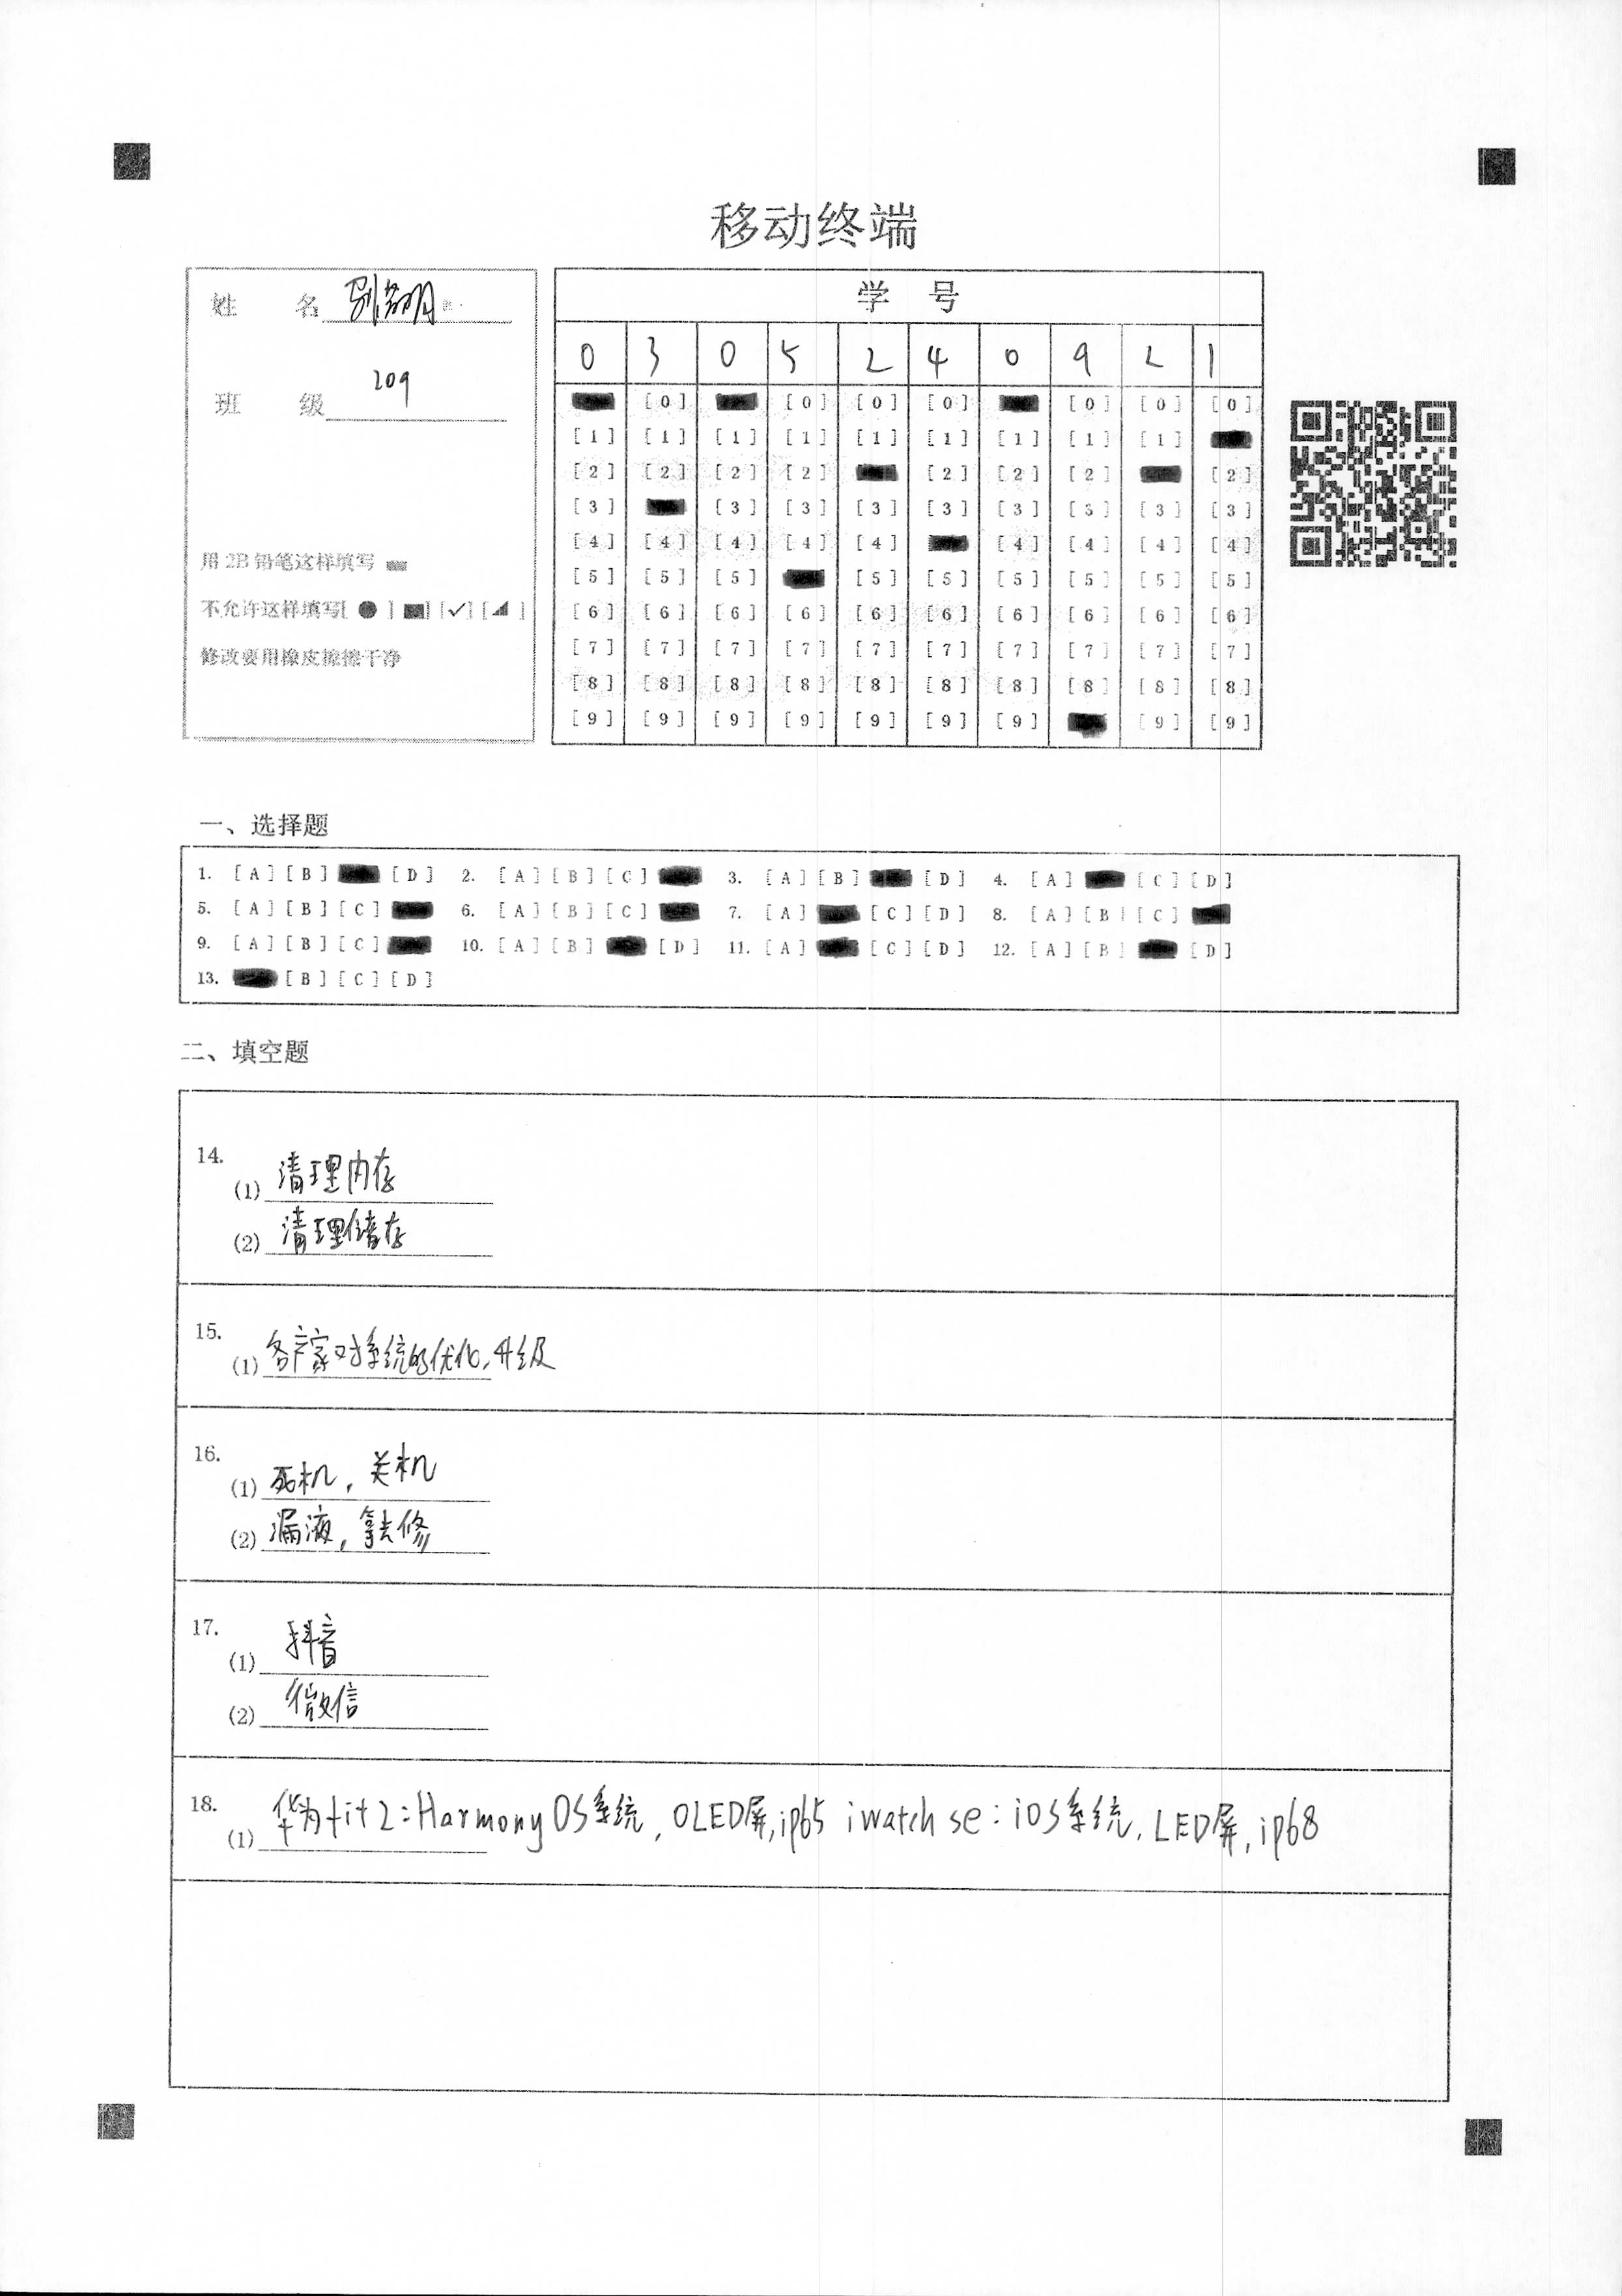 移动终端
姓 名
班 级 209
用 2B 铅笔这样填写
不允许这样填写[ ● ] [■] [✓] [◢ ]
修改要用橡皮擦擦干净
学 号
0 3 0 5 2 4 0 9 2 1
[0] [0] [0] [0] [0] [0] [0]
[1] [1] [1] [1] [1] [1] [1] [1] [1]
[2] [2] [2] [2] [2] [2] [2] [2]
[3] [3] [3] [3] [3] [3] [3] [3] [3]
[4] [4] [4] [4] [4] [4] [4] [4] [4]
[5] [5] [5] [5] [5] [5] [5] [5] [5]
[6] [6] [6] [6] [6] [6] [6] [6] [6] [6]
[7] [7] [7] [7] [7] [7] [7] [7] [7] [7]
[8] [8] [8] [8] [8] [8] [8] [8] [8] [8]
[9] [9] [9] [9] [9] [9] [9] [9] [9]
一、选择题
1. [A] [B] [D] 2. [A] [B] [C] 3. [A] [B] [D] 4. [A] [C] [D]
5. [A] [B] [C] 6. [A] [B] [C] 7. [A] [C] [D] 8. [A] [B] [C]
9. [A] [B] [C] 10. [A] [B] [D] 11. [A] [C] [D] 12. [A] [B] [D]
13. [B] [C] [D]
二、填空题
14.
(1) 清理内存
(2) 清理储存
15.
(1) 各产家对系统的优化,升级
16.
(1) 死机,关机
(2) 漏液,拿去修
17.
(1) 抖音
(2) 微信
18.
(1) 华为fit2:Harmony OS系统,OLED屏,ip65 iwatch se:iOS系统,LED屏,ip68